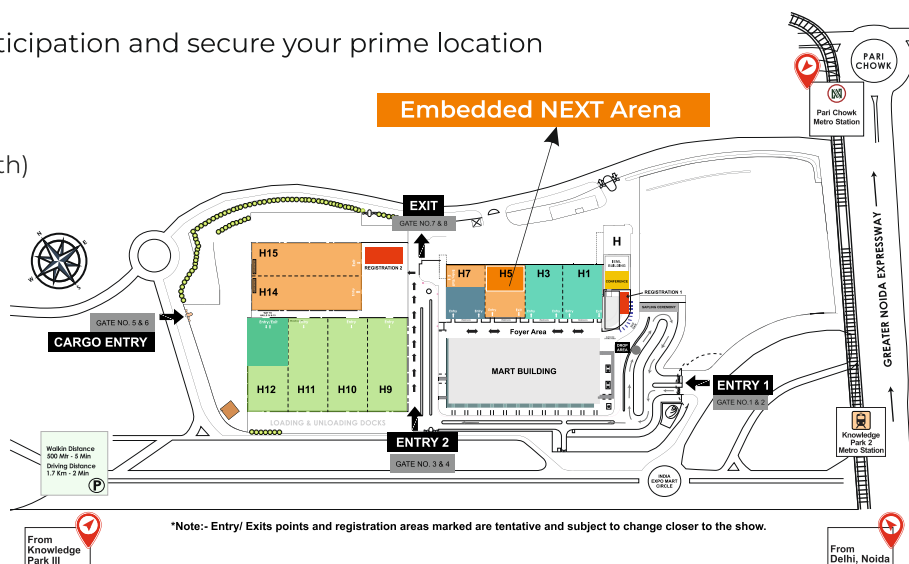 ticipation and secure your prime location
th)
Embedded NEXT Arena
PARI
CHOWK
Pari Chowk
Metro Station
GREATER NOIDA EXPRESSWAY
EXIT
GATE NO.7 & 8
H15
H14
REGISTRATION 2
H7
H5
H3
H1
H
CONFERENCE
REGISTRATION 1
Foyer Area
DROP
AREA
MART BUILDING
GATE NO. 5 & 6
CARGO ENTRY
Entry/Exit
H12
H11
H10
H9
LOADING & UNLOADING DOCKS
ENTRY 1
GATE NO.1 & 2
ENTRY 2
GATE NO. 3 & 4
Knowledge
Park 2
Metro Station
Walkin Distance
500 Mtr - 5 Min
Driving Distance
1.7 Km - 2 Min
P
INDIA
EXPO MART
CIRCLE
*Note:- Entry/ Exits points and registration areas marked are tentative and subject to change closer to the show.
From
Knowledge
Park III
From
Delhi, Noida